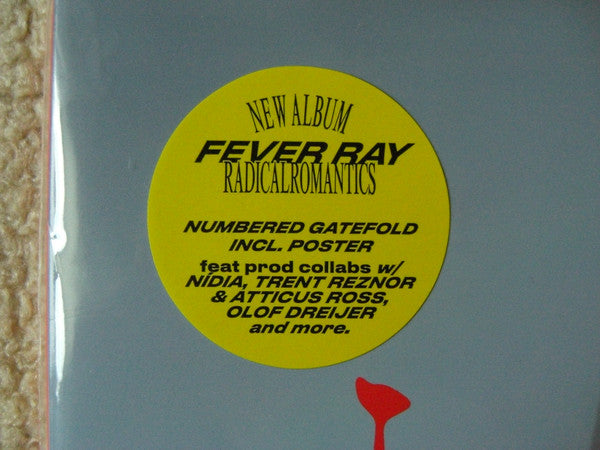 NEW ALBUM
FEVER RAY
RADICALROMANTICS
NUMBERED GATEFOLD
INCL. POSTER
feat prod collabs w/
NÍDIA, TRENT REZNOR
& ATTICUS ROSS,
OLOF DREIJER
and more.